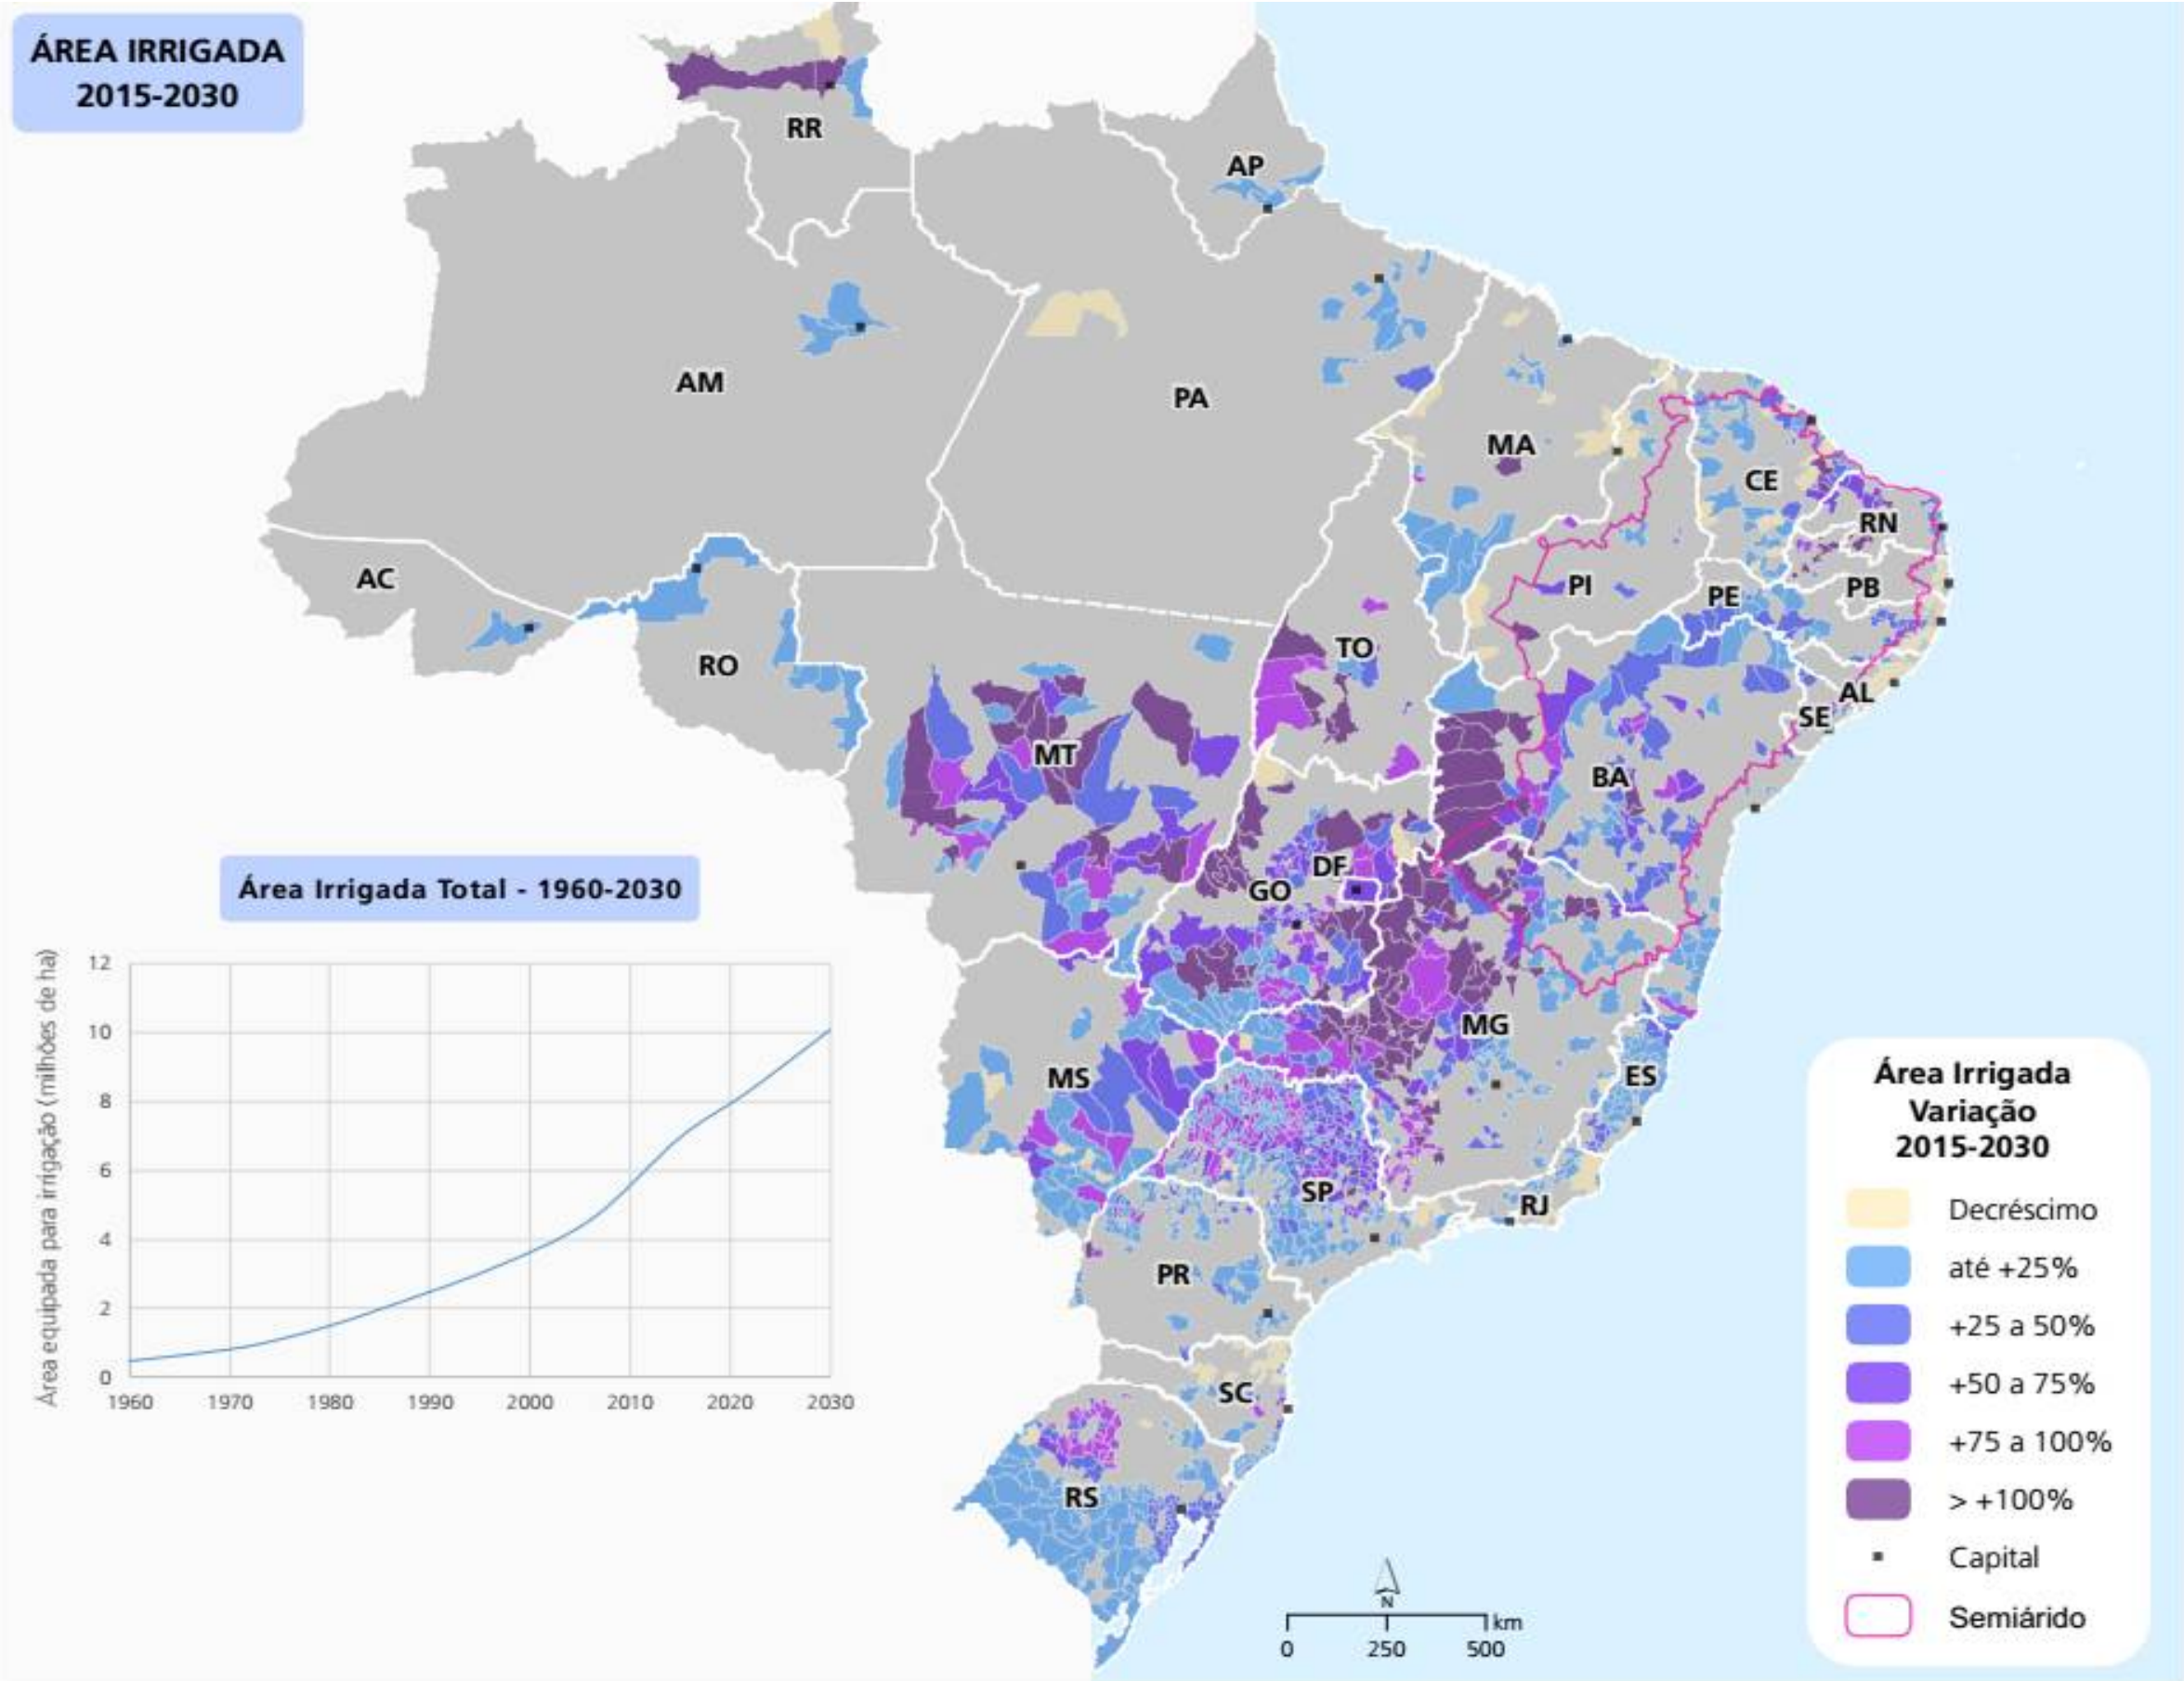 ÁREA IRRIGADA
2015-2030
RR
AP
AM
PA
MA
CE
RN
AC
PI
PE
PB
RO
TO
AL
SE
MT
BA
DF
GO
MG
MS
ES
SP
RJ
PR
SC
RS
Área Irrigada Total - 1960-2030
Área equipada para irrigação (milhões de ha)
12
10
8
6
4
2
0
1960 1970 1980 1990 2000 2010 2020 2030
Área Irrigada
Variação
2015-2030
Decréscimo
até +25%
+25 a 50%
+50 a 75%
+75 a 100%
> +100%
Capital
Semiárido
N
km
0 250 500